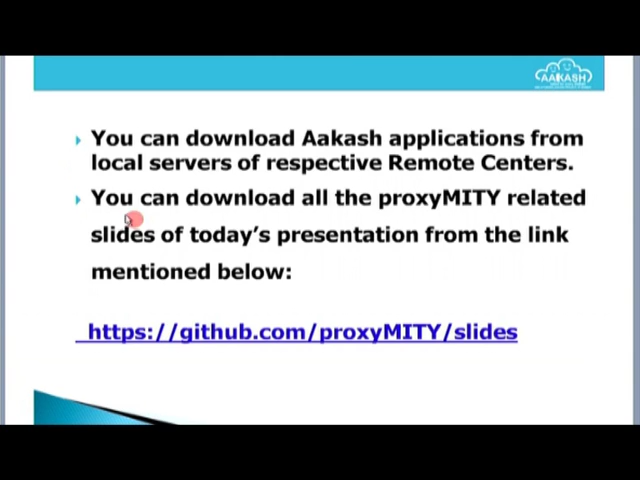 AAKASH
You can download Aakash applications from
local servers of respective Remote Centers.
You can download all the proxyMITY related
slides of today's presentation from the link
mentioned below:
https://github.com/proxyMITY/slides